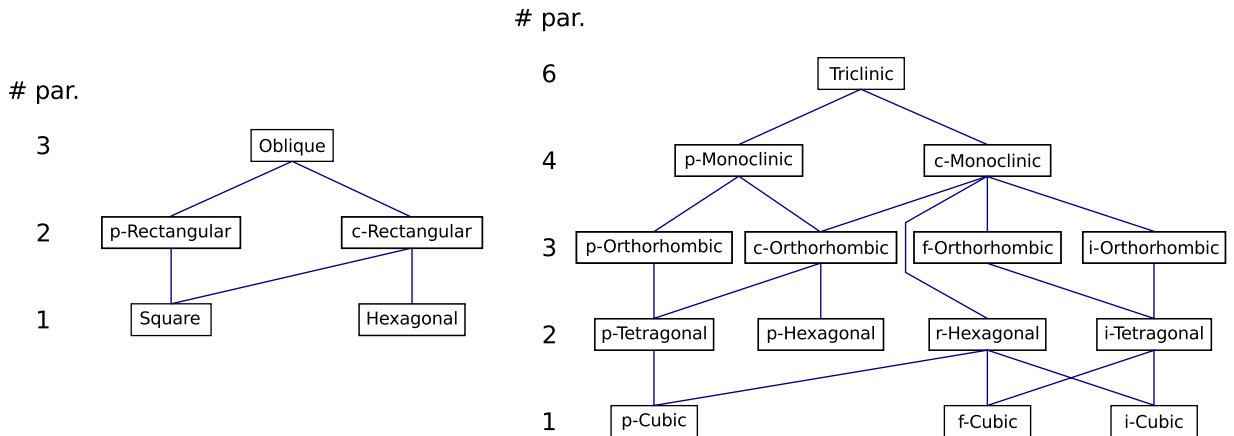 # par.
3
Oblique
2
p-Rectangular
c-Rectangular
1
Square
Hexagonal
# par.
6
Triclinic
4
p-Monoclinic
c-Monoclinic
3
p-Orthorhombic
c-Orthorhombic
f-Orthorhombic
i-Orthorhombic
2
p-Tetragonal
p-Hexagonal
r-Hexagonal
i-Tetragonal
1
p-Cubic
f-Cubic
i-Cubic